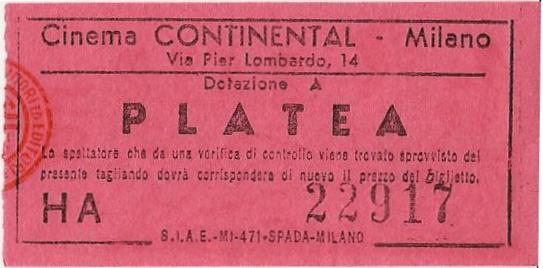 Cinema CONTINENTAL - Milano
Via Pier Lombardo, 14
Dotazione A
PLATEA
Lo spettatore che da una verifica di controllo viene trovato sprovvisto del
presente tagliando dovrà corrispondere di nuovo il prezzo del biglietto.
HA 22917
S.I.A.E.-MI-471-SPADA-MILANO